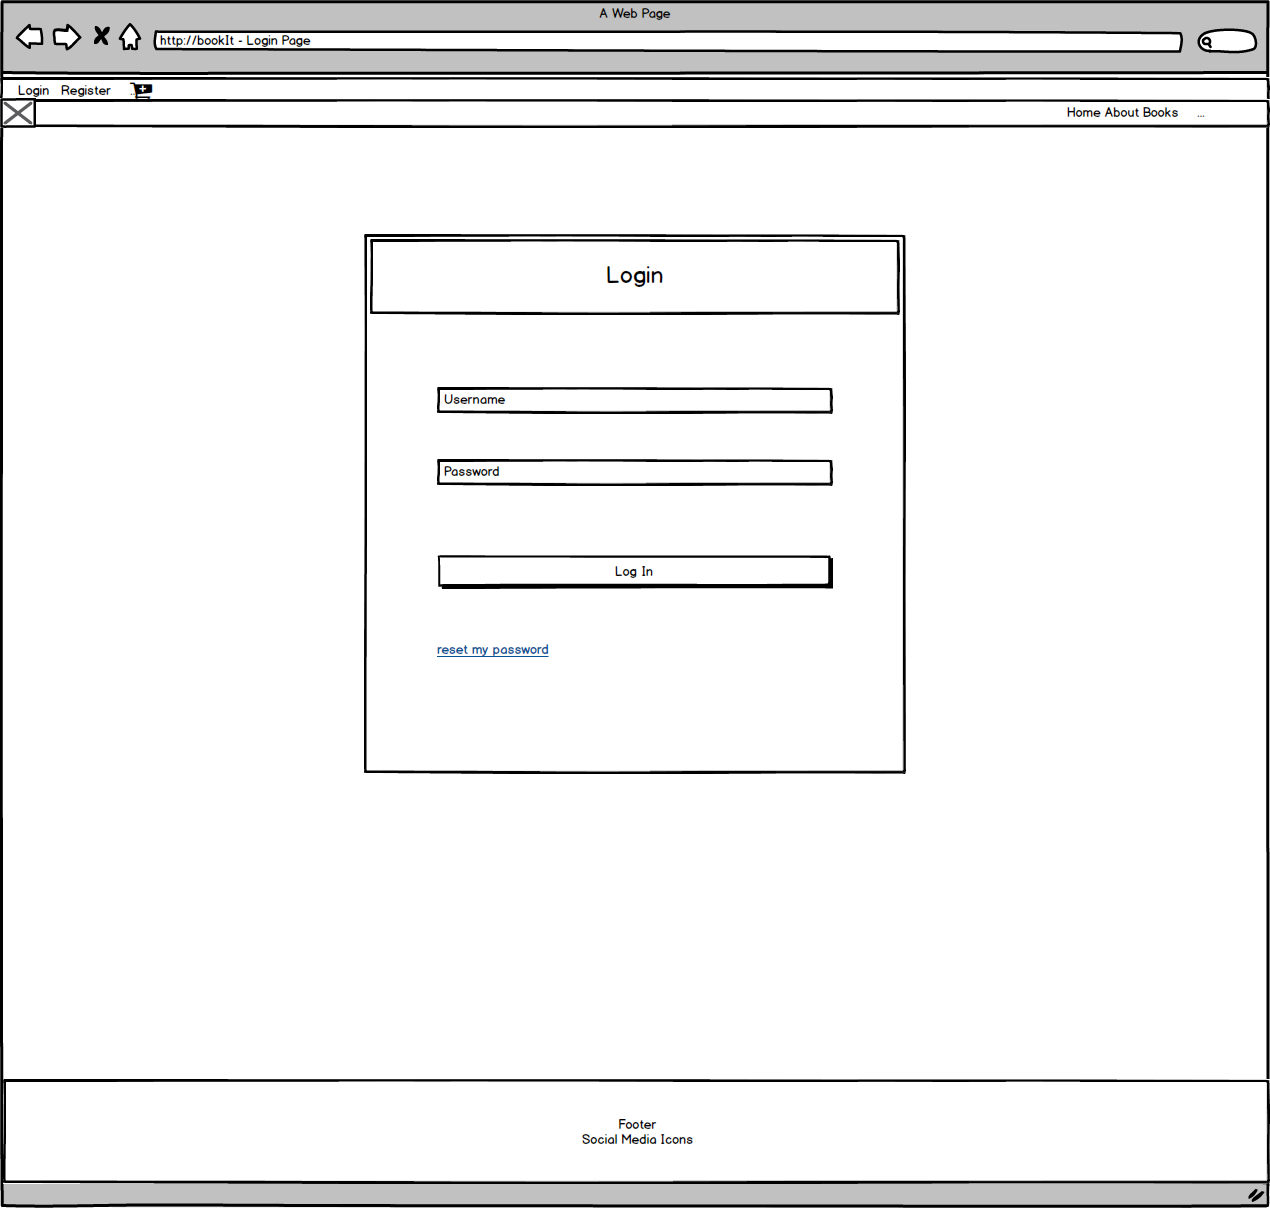 A Web Page
http://bookIt - Login Page
Login Register
Home About Books ...
Login
Username
Password
Log In
reset my password
Footer
Social Media Icons